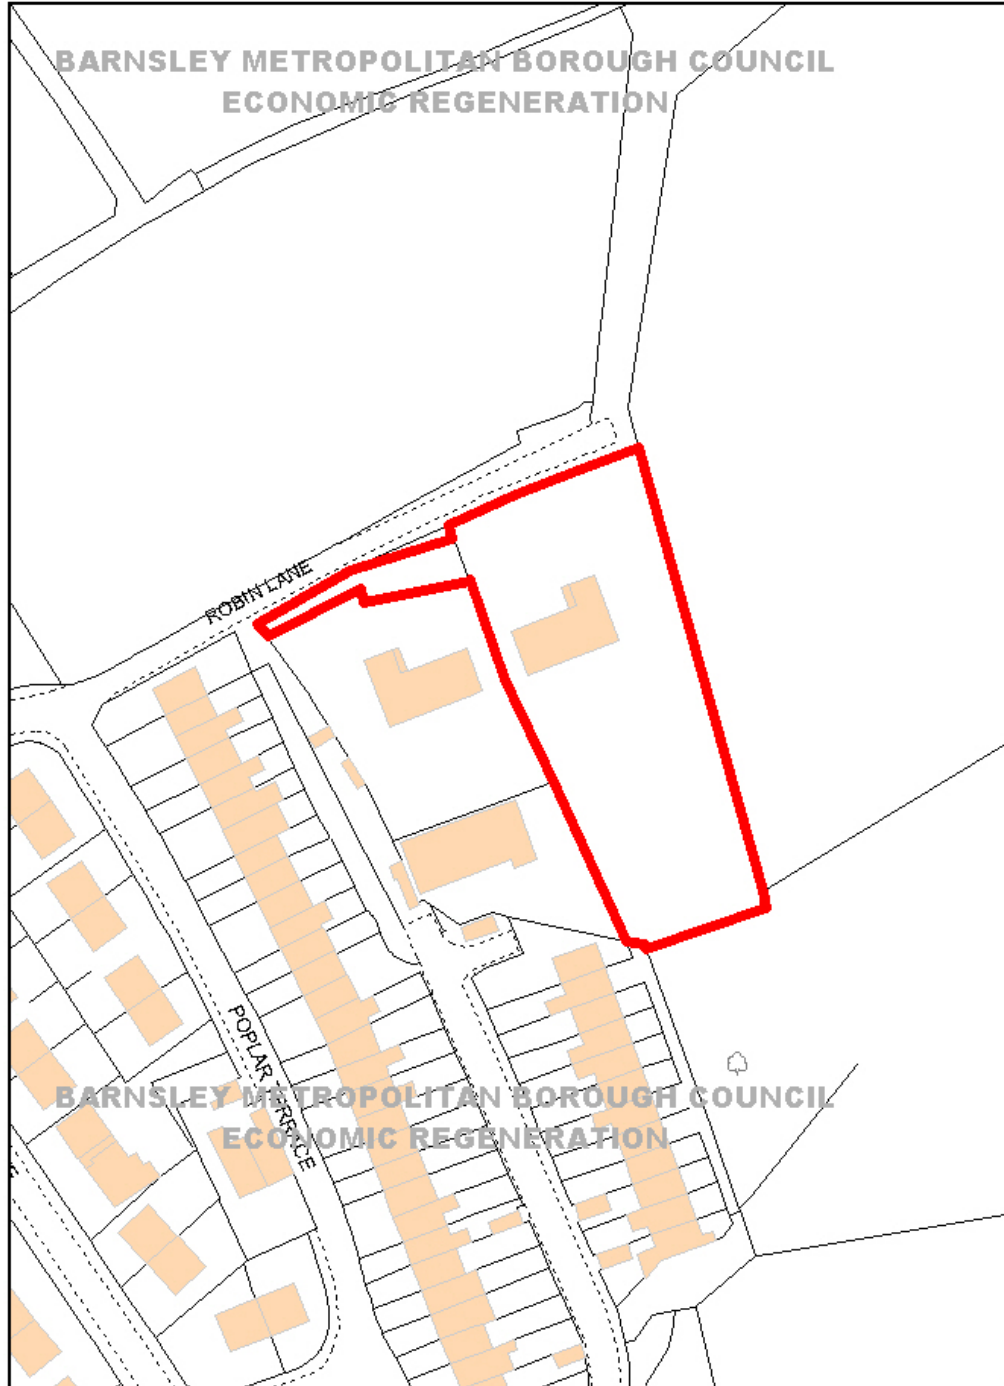 BARNSLEY METROPOLITAN BOROUGH COUNCIL
ECONOMIC REGENERATION
ROBIN LANE
POPLAR TERRACE
BARNSLEY METROPOLITAN BOROUGH COUNCIL
ECONOMIC REGENERATION